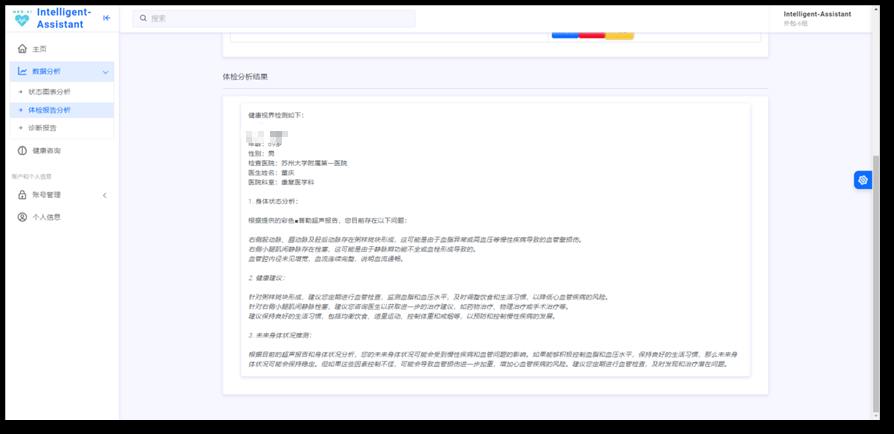 MED-AI
Intelligent-
Assistant
搜索
Intelligent-Assistant
外包-6组
主页
数据分析
状态图表分析
体检报告分析
诊断报告
健康咨询
账户和个人信息
账号管理
个人信息
体检分析结果
健康视界检测如下:
年龄: 69岁
性别: 男
检查医院: 苏州大学附属第一医院
医生姓名: 董庆
医院科室: 康复医学科
1. 身体状态分析:
根据提供的彩色■普勒超声报告, 您目前存在以下问题:
右侧股动脉、腘动脉及胫后动脉存在粥样斑块形成, 这可能是由于血脂异常或高血压等慢性疾病导致的血管壁损伤。
右侧小腿肌间静脉存在栓塞, 这可能是由于静脉瓣功能不全或血栓形成导致的。
血管腔内径未见增宽, 血流连续完整, 说明血流通畅。
2. 健康建议:
针对粥样斑块形成, 建议您定期进行血管检查, 监测血脂和血压水平, 及时调整饮食和生活习惯, 以降低心血管疾病的风险。
针对右侧小腿肌间静脉栓塞, 建议您咨询医生以获取进一步的治疗建议, 如药物治疗、物理治疗或手术治疗等。
建议保持良好的生活习惯, 包括均衡饮食、适量运动、控制体重和戒烟等, 以预防和控制慢性疾病的发展。
3. 未来身体状况推测:
根据目前的超声报告和身体状况分析, 您的未来身体状况可能会受到慢性疾病和血管问题的影响。如果能够积极控制血脂和血压水平, 保持良好的生活习惯, 那么未来身
体状况可能会保持稳定。但如果这些因素控制不佳, 可能会导致血管损伤进一步加重, 增加心血管疾病的风险。建议您定期进行血管检查, 及时发现和治疗潜在问题。